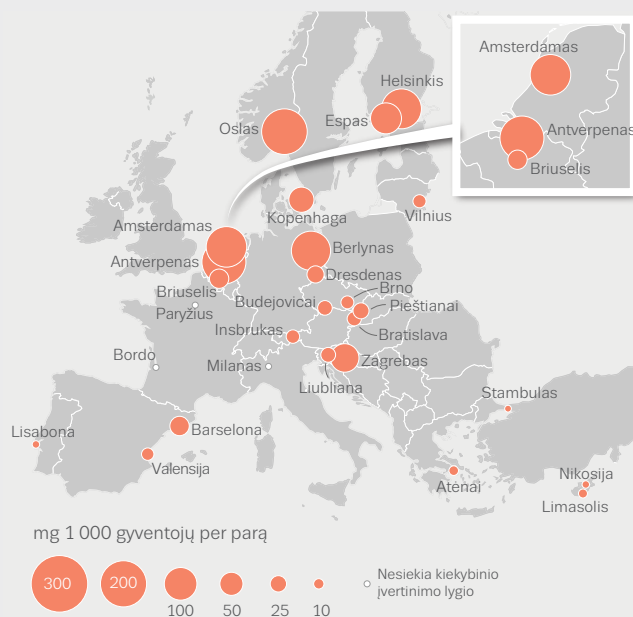 Amsterdamas
Antverpenas
Briuselis
Helsinkis
Espas
Oslas
Kopenhaga
Vilnius
Amsterdamas
Antverpenas
Briuselis
Paryžius
Berlynas
Dresdenas
Brno
Budejovicai
Pieštianai
Bratislava
Insbrukas
Bordo
Milanas
Zagrebas
Liubliana
Stambulas
Lisabona
Barselona
Valensija
Atėnai
Nikosija
Limasolis
mg 1 000 gyventojų per parą
300
200
100
50
25
10
Nesiekia kiekybinio
įvertinimo lygio